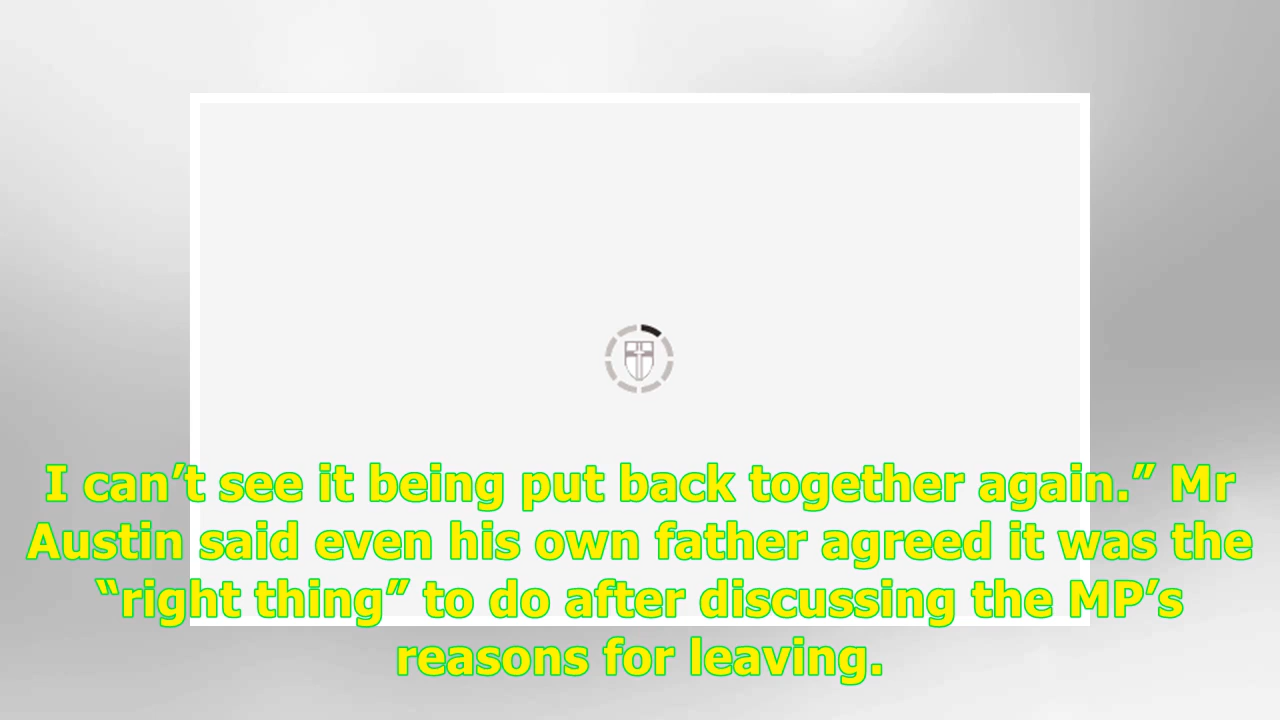 I can’t see it being put back together again.” Mr
Austin said even his own father agreed it was the
“right thing” to do after discussing the MP’s
reasons for leaving.